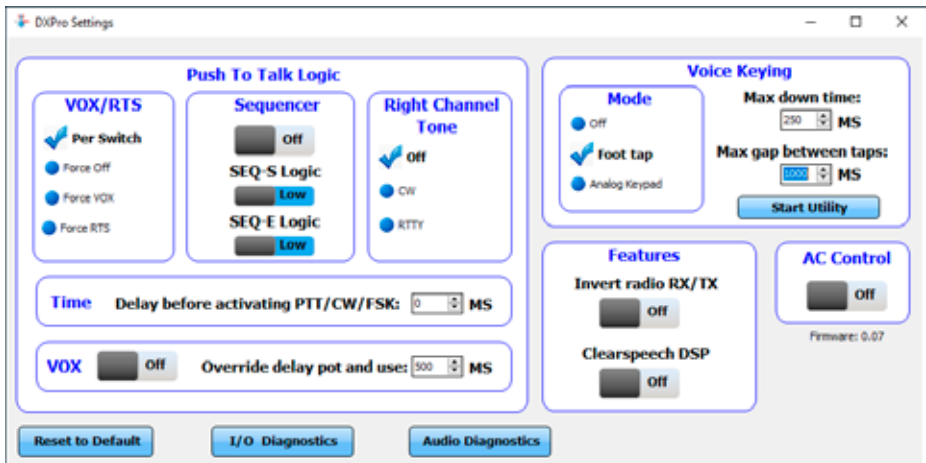 DXPro Settings
Push To Talk Logic
VOX/RTS
Per Switch
Force Off
Force VOX
Force RTS
Sequencer
Off
SEQ-S Logic
Low
SEQ-E Logic
Low
Right Channel
Tone
Off
CW
RTTY
Time Delay before activating PTT/CW/FSK: 0 MS
VOX Off Override delay pot and use: 500 MS
Voice Keying
Mode
Off
Foot tap
Analog Keypad
Max down time:
250 MS
Max gap between taps:
1000 MS
Start Utility
Features
Invert radio RX/TX
Off
Clearspeech DSP
Off
AC Control
Off
Firmware: 0.07
Reset to Default I/O Diagnostics Audio Diagnostics